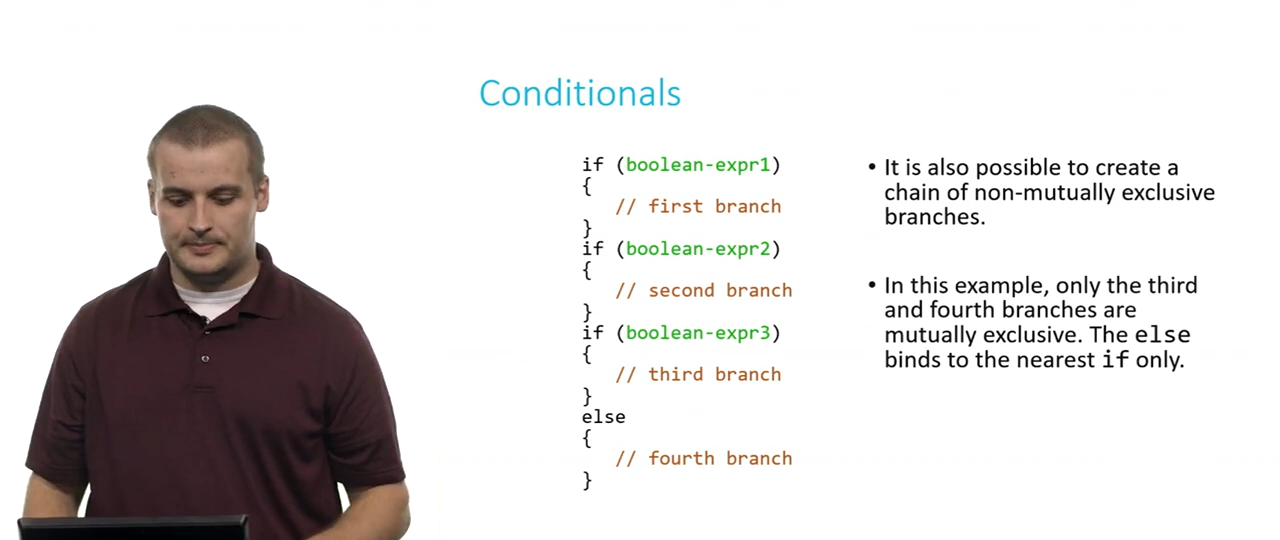 Conditionals
if (boolean-expr1)
{
// first branch
}
if (boolean-expr2)
{
// second branch
}
if (boolean-expr3)
{
// third branch
}
else
{
// fourth branch
}
• It is also possible to create a
chain of non-mutually exclusive
branches.
• In this example, only the third
and fourth branches are
mutually exclusive. The else
binds to the nearest if only.